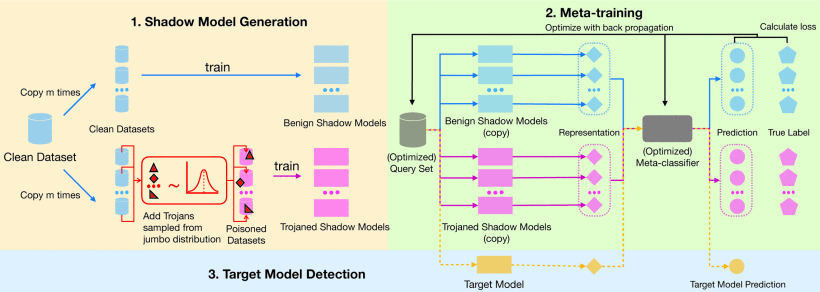 1. Shadow Model Generation
Copy m times
train
Clean Datasets
Benign Shadow Models
Clean Dataset
Copy m times
train
Add Trojans
sampled from
jumbo distribution
Poisoned
Datasets
Trojaned Shadow Models
2. Meta-training
Optimize with back propagation
Calculate loss
Benign Shadow Models
(copy)
Representation
Prediction
True Label
(Optimized)
Query Set
(Optimized)
Meta-classifier
Trojaned Shadow Models
(copy)
3. Target Model Detection
Target Model
Target Model Prediction